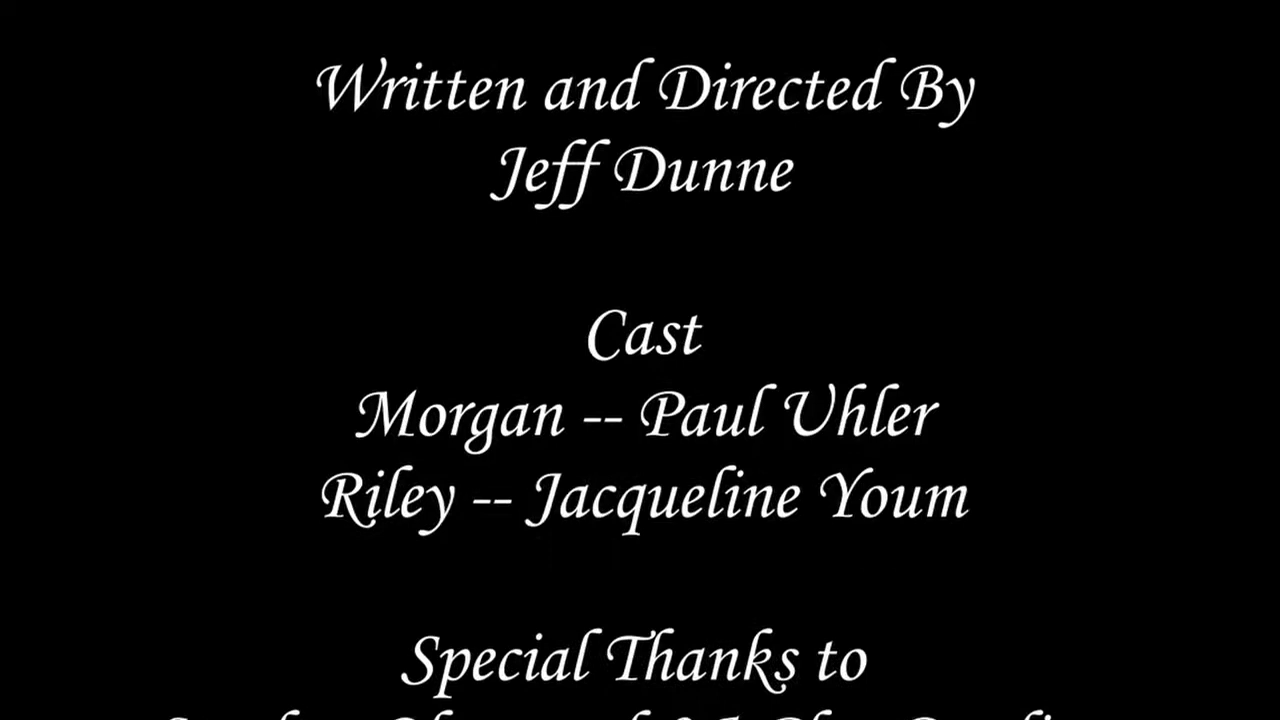 Written and Directed By
Jeff Dunne
Cast
Morgan -- Paul Uhler
Riley -- Jacqueline Youm
Special Thanks to